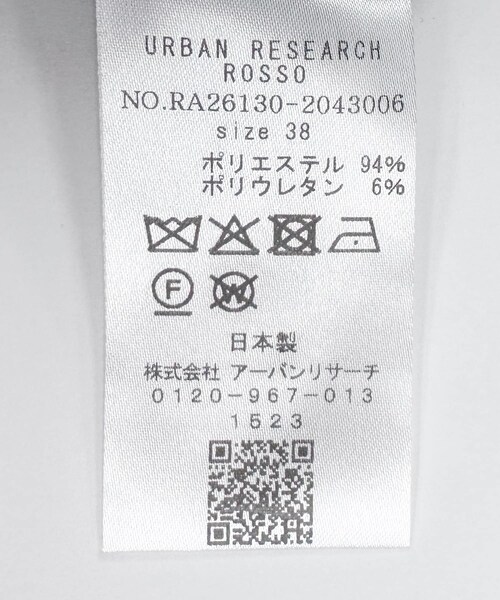 URBAN RESEARCH
ROSSO
NO.RA26130-2043006
size 38
ポリエステル 94%
ポリウレタン 6%
F W
日本製
株式会社 アーバンリサーチ
0120-967-013
1523